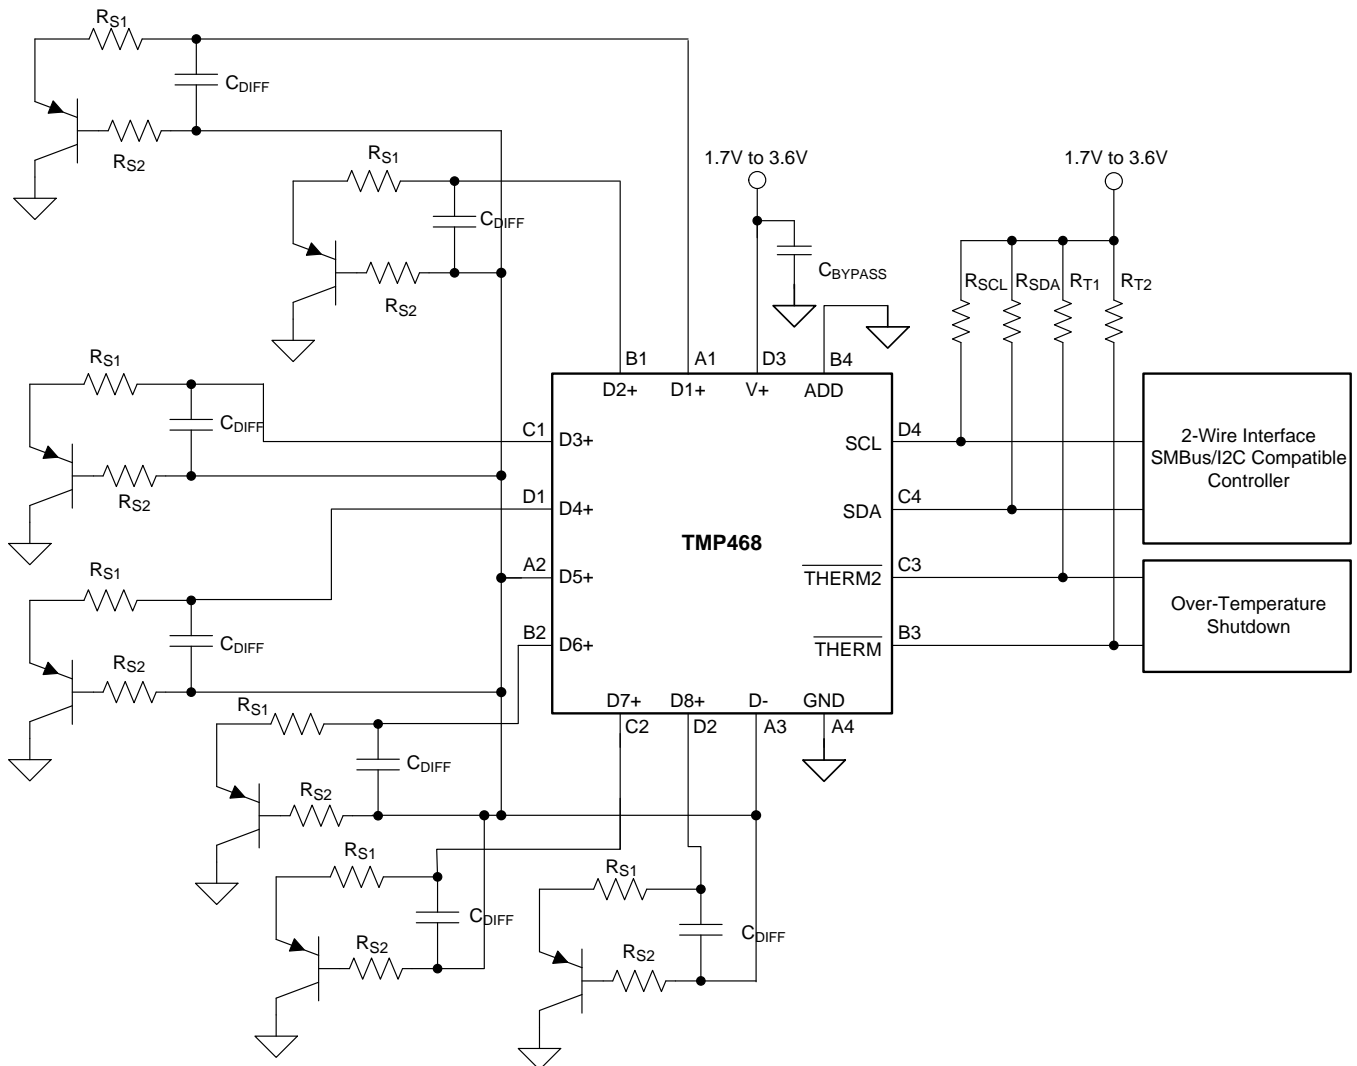 RS1
CDIFF
RS2
RS1
CDIFF
RS2
1.7V to 3.6V
1.7V to 3.6V
CBYPASS
RSCL
RSDA
RT1
RT2
B1
A1
D3
B4
D2+
D1+
V+
ADD
RS1
CDIFF
RS2
C1
D3+
D1
D4+
A2
D5+
B2
D6+
TMP468
SCL
D4
SDA
C4
THERM2
C3
THERM
B3
2-Wire Interface
SMBus/I2C Compatible
Controller
Over-Temperature
Shutdown
RS1
CDIFF
RS2
D7+
D8+
D-
GND
C2
D2
A3
A4
RS1
CDIFF
RS2
RS1
CDIFF
RS2
RS1
CDIFF
RS2